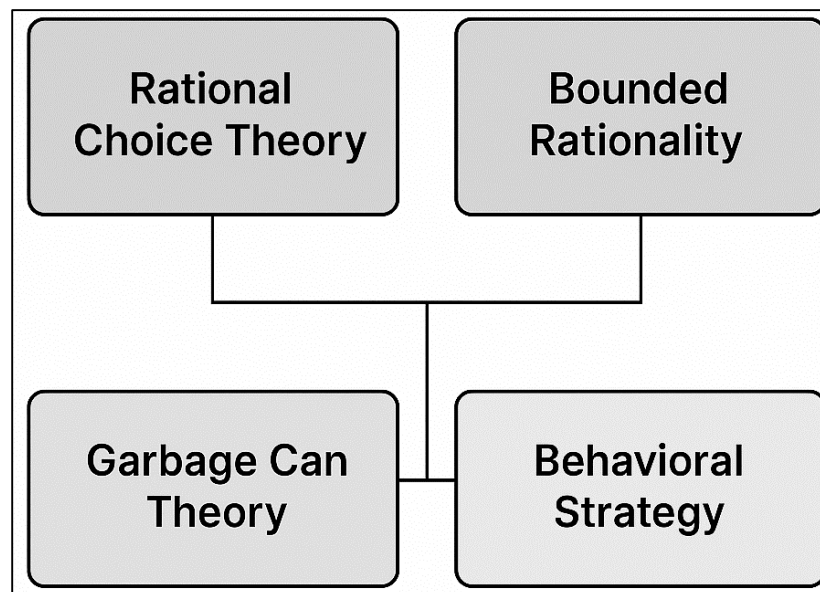 Rational
Choice Theory
Bounded
Rationality
Garbage Can
Theory
Behavioral
Strategy